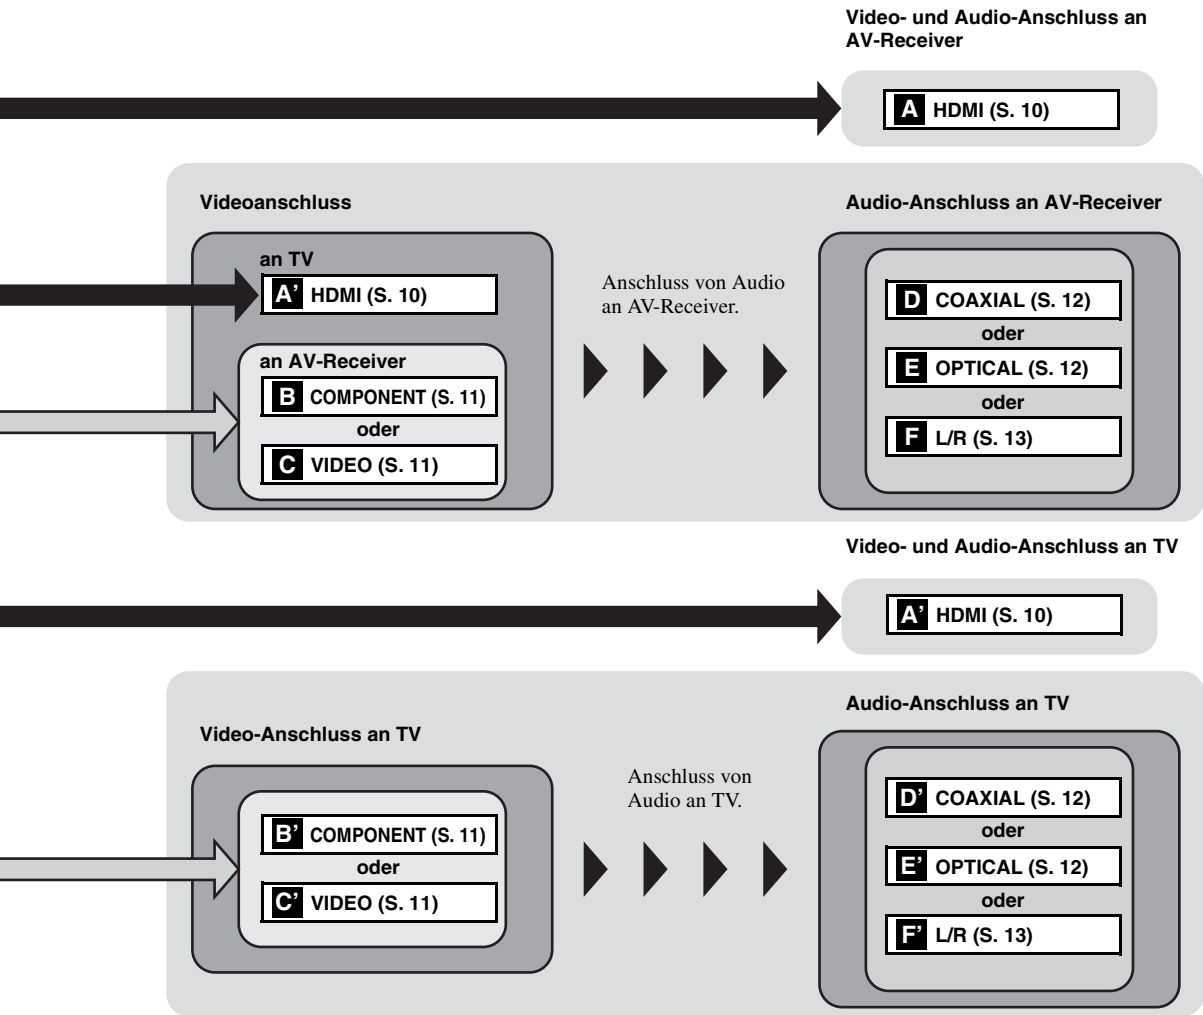 Video- und Audio-Anschluss an
AV-Receiver
A HDMI (S. 10)
Videoanschluss
an TV
A' HDMI (S. 10)
an AV-Receiver
B COMPONENT (S. 11)
oder
C VIDEO (S. 11)
Anschluss von Audio
an AV-Receiver.
Audio-Anschluss an AV-Receiver
D COAXIAL (S. 12)
oder
E OPTICAL (S. 12)
oder
F L/R (S. 13)
Video- und Audio-Anschluss an TV
A' HDMI (S. 10)
Video-Anschluss an TV
B' COMPONENT (S. 11)
oder
C' VIDEO (S. 11)
Anschluss von
Audio an TV.
Audio-Anschluss an TV
D' COAXIAL (S. 12)
oder
E' OPTICAL (S. 12)
oder
F' L/R (S. 13)